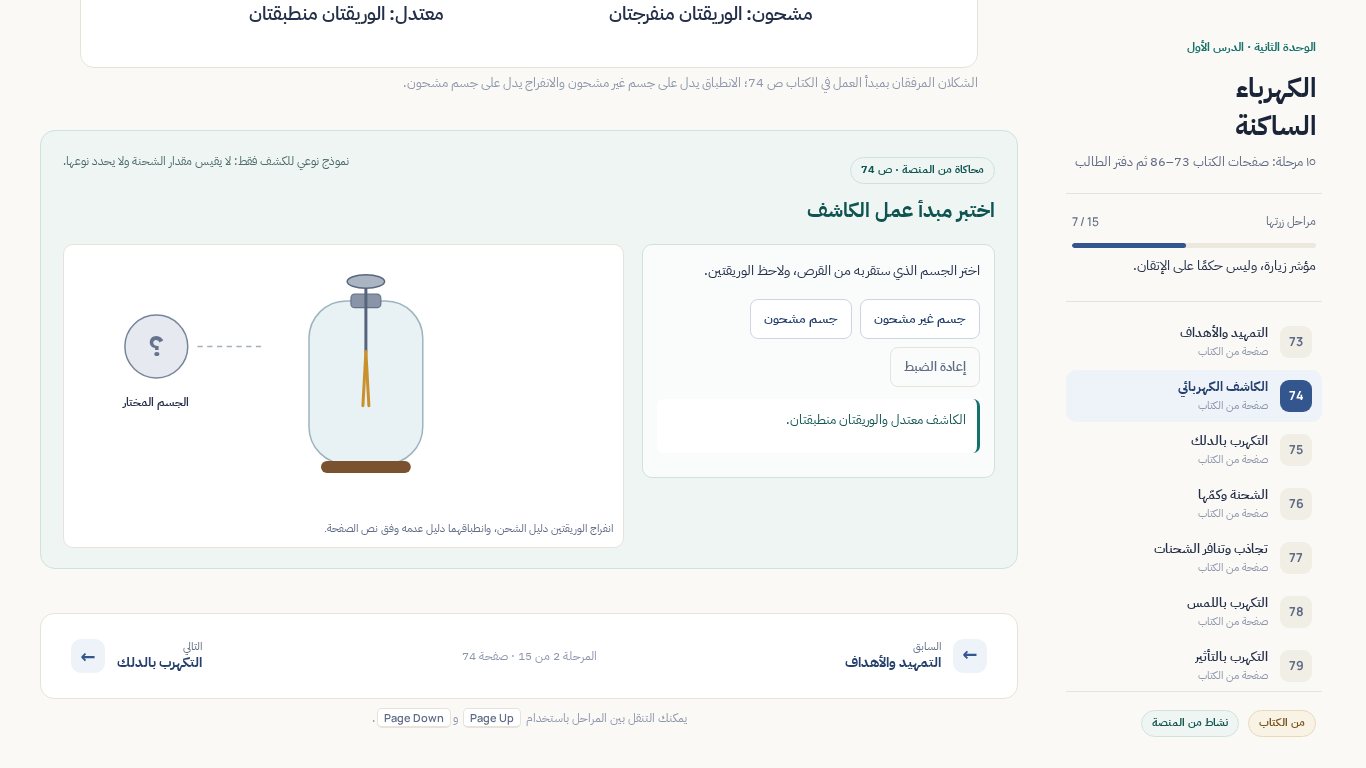 الوحدة الثانية · الدرس الأول
الكهرباء
الساكنة
١٥ مرحلة: صفحات الكتاب 73–86 ثم دفتر الطالب
مراحل زرتها
7 / 15
مؤشر زيارة، وليس حكمًا على الإتقان.
73
التمهيد والأهداف
صفحة من الكتاب
74
الكاشف الكهربائي
صفحة من الكتاب
75
التكهرب بالدلك
صفحة من الكتاب
76
الشحنة وكمّها
صفحة من الكتاب
77
تجاذب وتنافر الشحنات
صفحة من الكتاب
78
التكهرب باللمس
صفحة من الكتاب
79
التكهرب بالتأثير
صفحة من الكتاب
من الكتاب
نشاط من المنصة
مشحون: الوريقتان منفرجتان
معتدل: الوريقتان منطبقتان
الشكلان المرفقان بمبدأ العمل في الكتاب ص 74؛ الانطباق يدل على جسم غير مشحون والانفراج يدل على جسم مشحون.
محاكاة من المنصة · ص 74
نموذج نوعي للكشف فقط: لا يقيس مقدار الشحنة ولا يحدد نوعها.
اختبر مبدأ عمل الكاشف
اختر الجسم الذي ستقربه من القرص، ولاحظ الوريقتين.
جسم غير مشحون
جسم مشحون
إعادة الضبط
الكاشف معتدل والوريقتان منطبقتان.
؟
الجسم المختار
انفراج الوريقتين دليل الشحن، وانطباقهما دليل عدمه وفق نص الصفحة.
←
السابق
التمهيد والأهداف
المرحلة 2 من 15 · صفحة 74
التالي
التكهرب بالدلك
←
يمكنك التنقل بين المراحل باستخدام Page Up و Page Down .